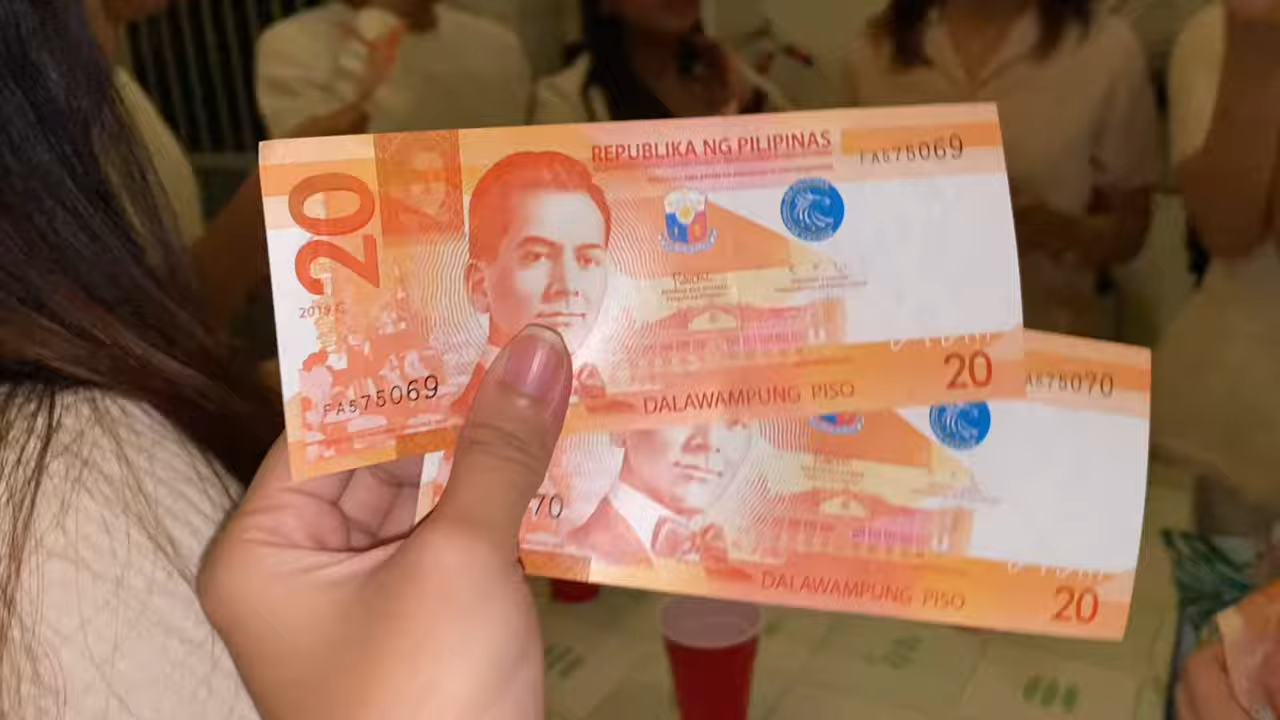 REPUBLIKA NG PILIPINAS
FA575069
20
2019
FA575069
DALAWAMPUNG PISO
20
A575070
70
DALAWAMPUNG PISO
20